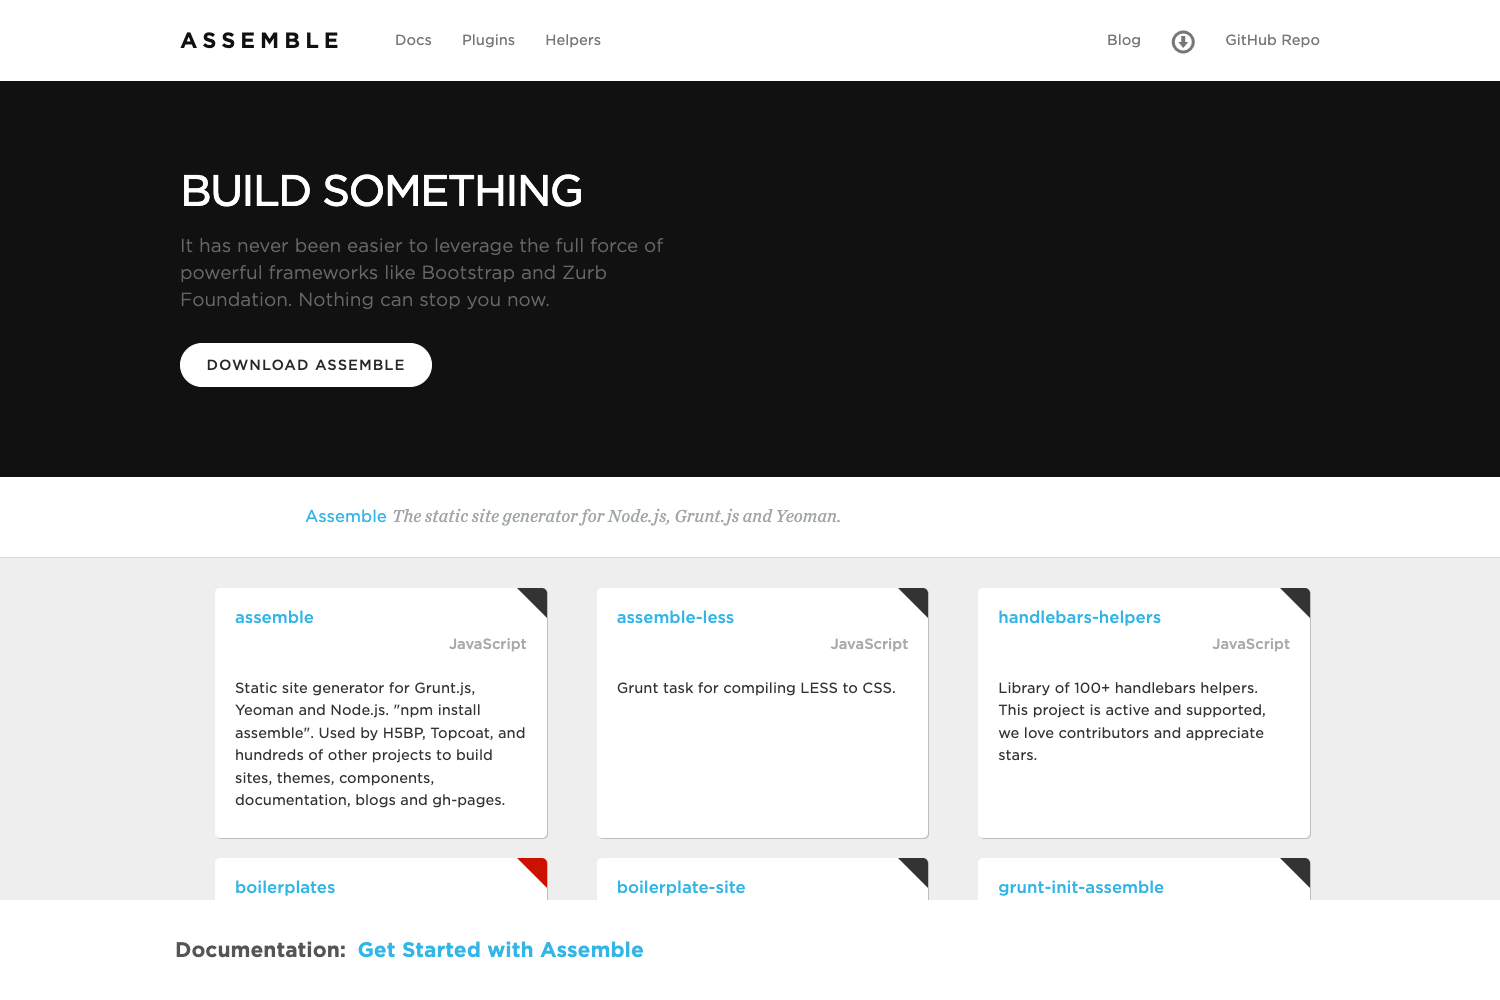 ASSEMBLE Docs Plugins Helpers Blog GitHub Repo
BUILD SOMETHING
It has never been easier to leverage the full force of
powerful frameworks like Bootstrap and Zurb
Foundation. Nothing can stop you now.
DOWNLOAD ASSEMBLE
Assemble The static site generator for Node.js, Grunt.js and Yeoman.
assemble
JavaScript
Static site generator for Grunt.js,
Yeoman and Node.js. "npm install
assemble". Used by H5BP, Topcoat, and
hundreds of other projects to build
sites, themes, components,
documentation, blogs and gh-pages.
assemble-less
JavaScript
Grunt task for compiling LESS to CSS.
handlebars-helpers
JavaScript
Library of 100+ handlebars helpers.
This project is active and supported,
we love contributors and appreciate
stars.
boilerplates
boilerplate-site
grunt-init-assemble
Documentation: Get Started with Assemble